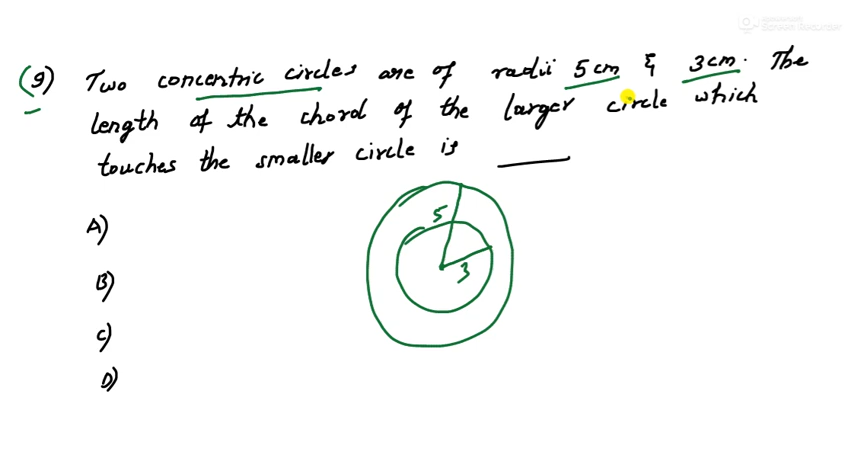 (9) Two concentric circles are of radii 5 cm & 3 cm. The
length of the chord of the larger circle which
touches the smaller circle is ______
A)
B)
C)
D)
5
3